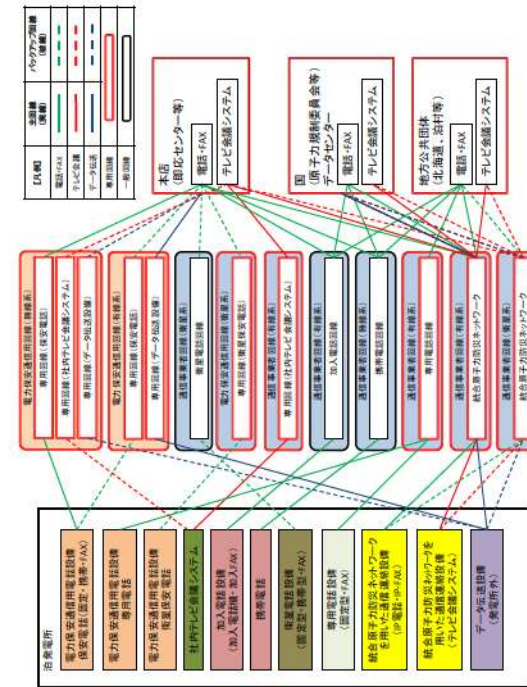 【凡例】
主回線
(実線)
バックアップ回線
(破線)
電話・FAX
テレビ会議
データ伝送
専用回線
一般回線
泊発電所
電力保安通信用電話設備
保安電話(固定・携帯・FAX)
電力保安通信用電話設備
専用電話
電力保安通信用電話設備
衛星保安電話
社内テレビ会議システム
加入電話設備
(加入電話機・加入FAX)
携帯電話
衛星電話設備
(固定型・携帯型・FAX)
専用電話設備
(固定型・FAX)
統合原子力防災ネットワーク
を用いた通信連絡設備
(IP電話・IP-FAX)
統合原子力防災ネットワークを
用いた通信連絡設備
(テレビ会議システム)
データ伝送設備
(発電所外)
電力保安通信用回線(無線系)
専用回線(保安電話)
専用回線(社内テレビ会議システム)
専用回線(データ伝送設備)
電力保安通信用回線(有線系)
専用回線(保安電話)
専用回線(データ伝送設備)
通信事業者回線(衛星系)
衛星電話回線
電力保安通信用回線(衛星系)
専用回線(衛星保安電話)
通信事業者回線(有線系)
専用回線(社内テレビ会議システム)
通信事業者回線(有線系)
加入電話回線
通信事業者回線(無線系)
携帯電話回線
通信事業者回線(有線系)
専用電話回線
通信事業者回線(有線系)
統合原子力防災ネットワーク
通信事業者回線(衛星系)
統合原子力防災ネットワーク
本店
(即応センター等)
電話・FAX
テレビ会議システム
国
(原子力規制委員会等)
データセンター
電話・FAX
テレビ会議システム
地方公共団体
(北海道、泊村等)
電話・FAX
テレビ会議システム